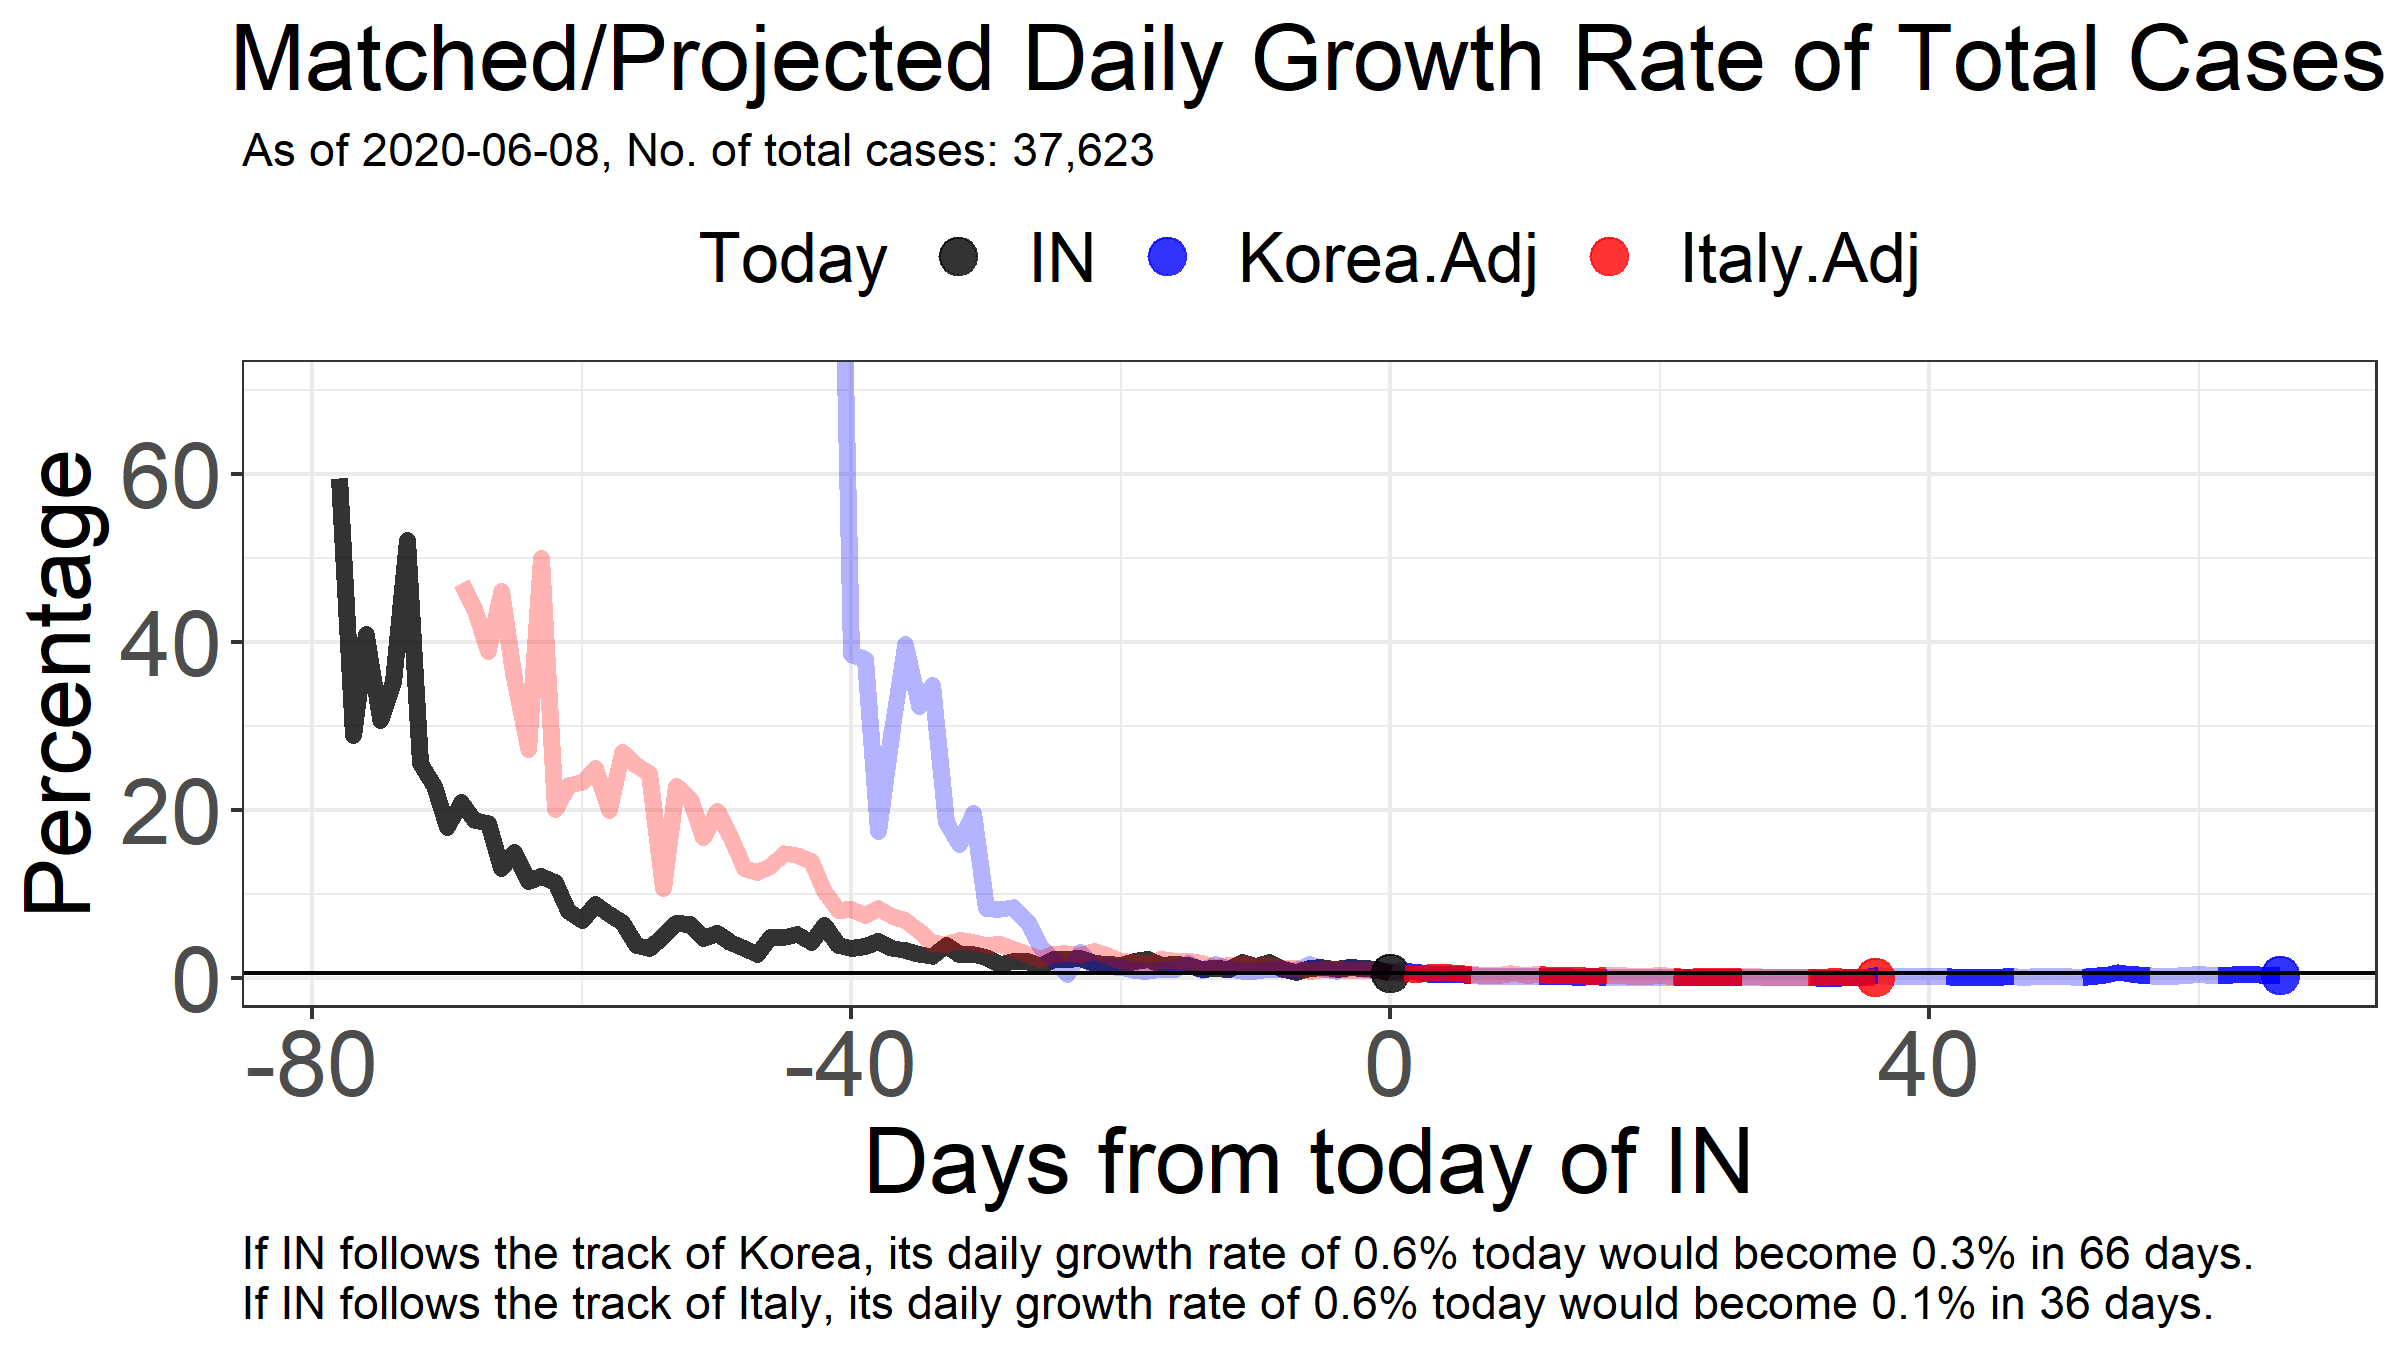 Matched/Projected Daily Growth Rate of Total Cases
As of 2020-06-08, No. of total cases: 37,623
Today IN Korea.Adj Italy.Adj
Percentage
60
40
20
0
-80 -40 0 40
Days from today of IN
If IN follows the track of Korea, its daily growth rate of 0.6% today would become 0.3% in 66 days.
If IN follows the track of Italy, its daily growth rate of 0.6% today would become 0.1% in 36 days.